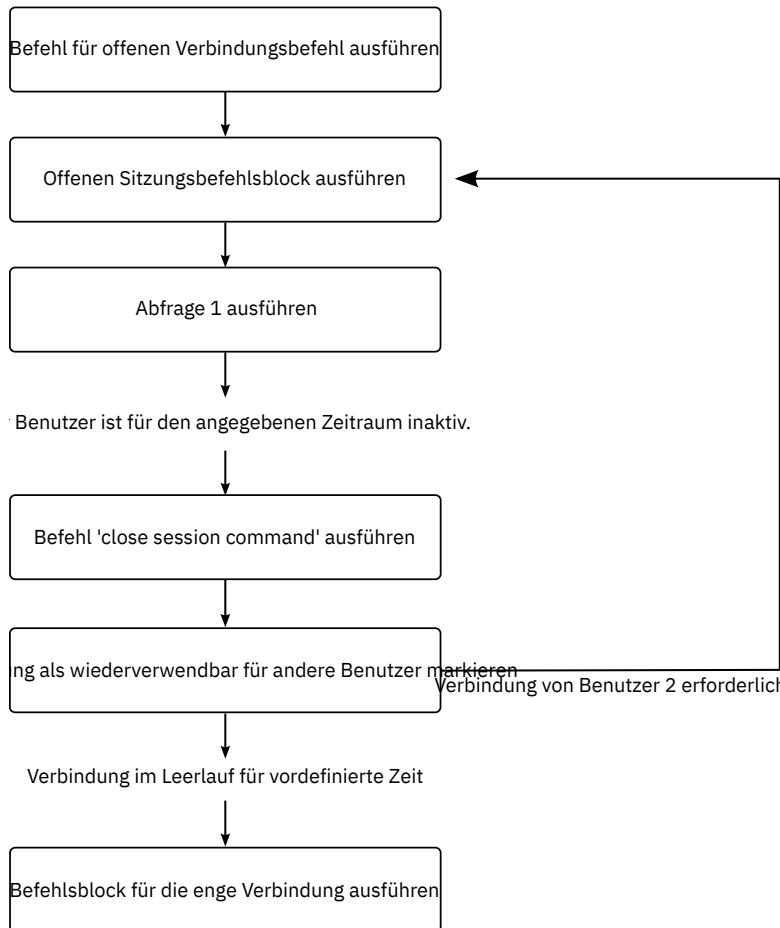 Befehl für offenen Verbindungsbefehl ausführen
Offenen Sitzungsbefehlsblock ausführen
Abfrage 1 ausführen
Benutzer ist für den angegebenen Zeitraum inaktiv.
Befehl 'close session command' ausführen
als wiederverwendbar für andere Benutzer markieren
Verbindung von Benutzer 2 erforderlich
Verbindung im Leerlauf für vordefinierte Zeit
Befehlsblock für die enge Verbindung ausführen